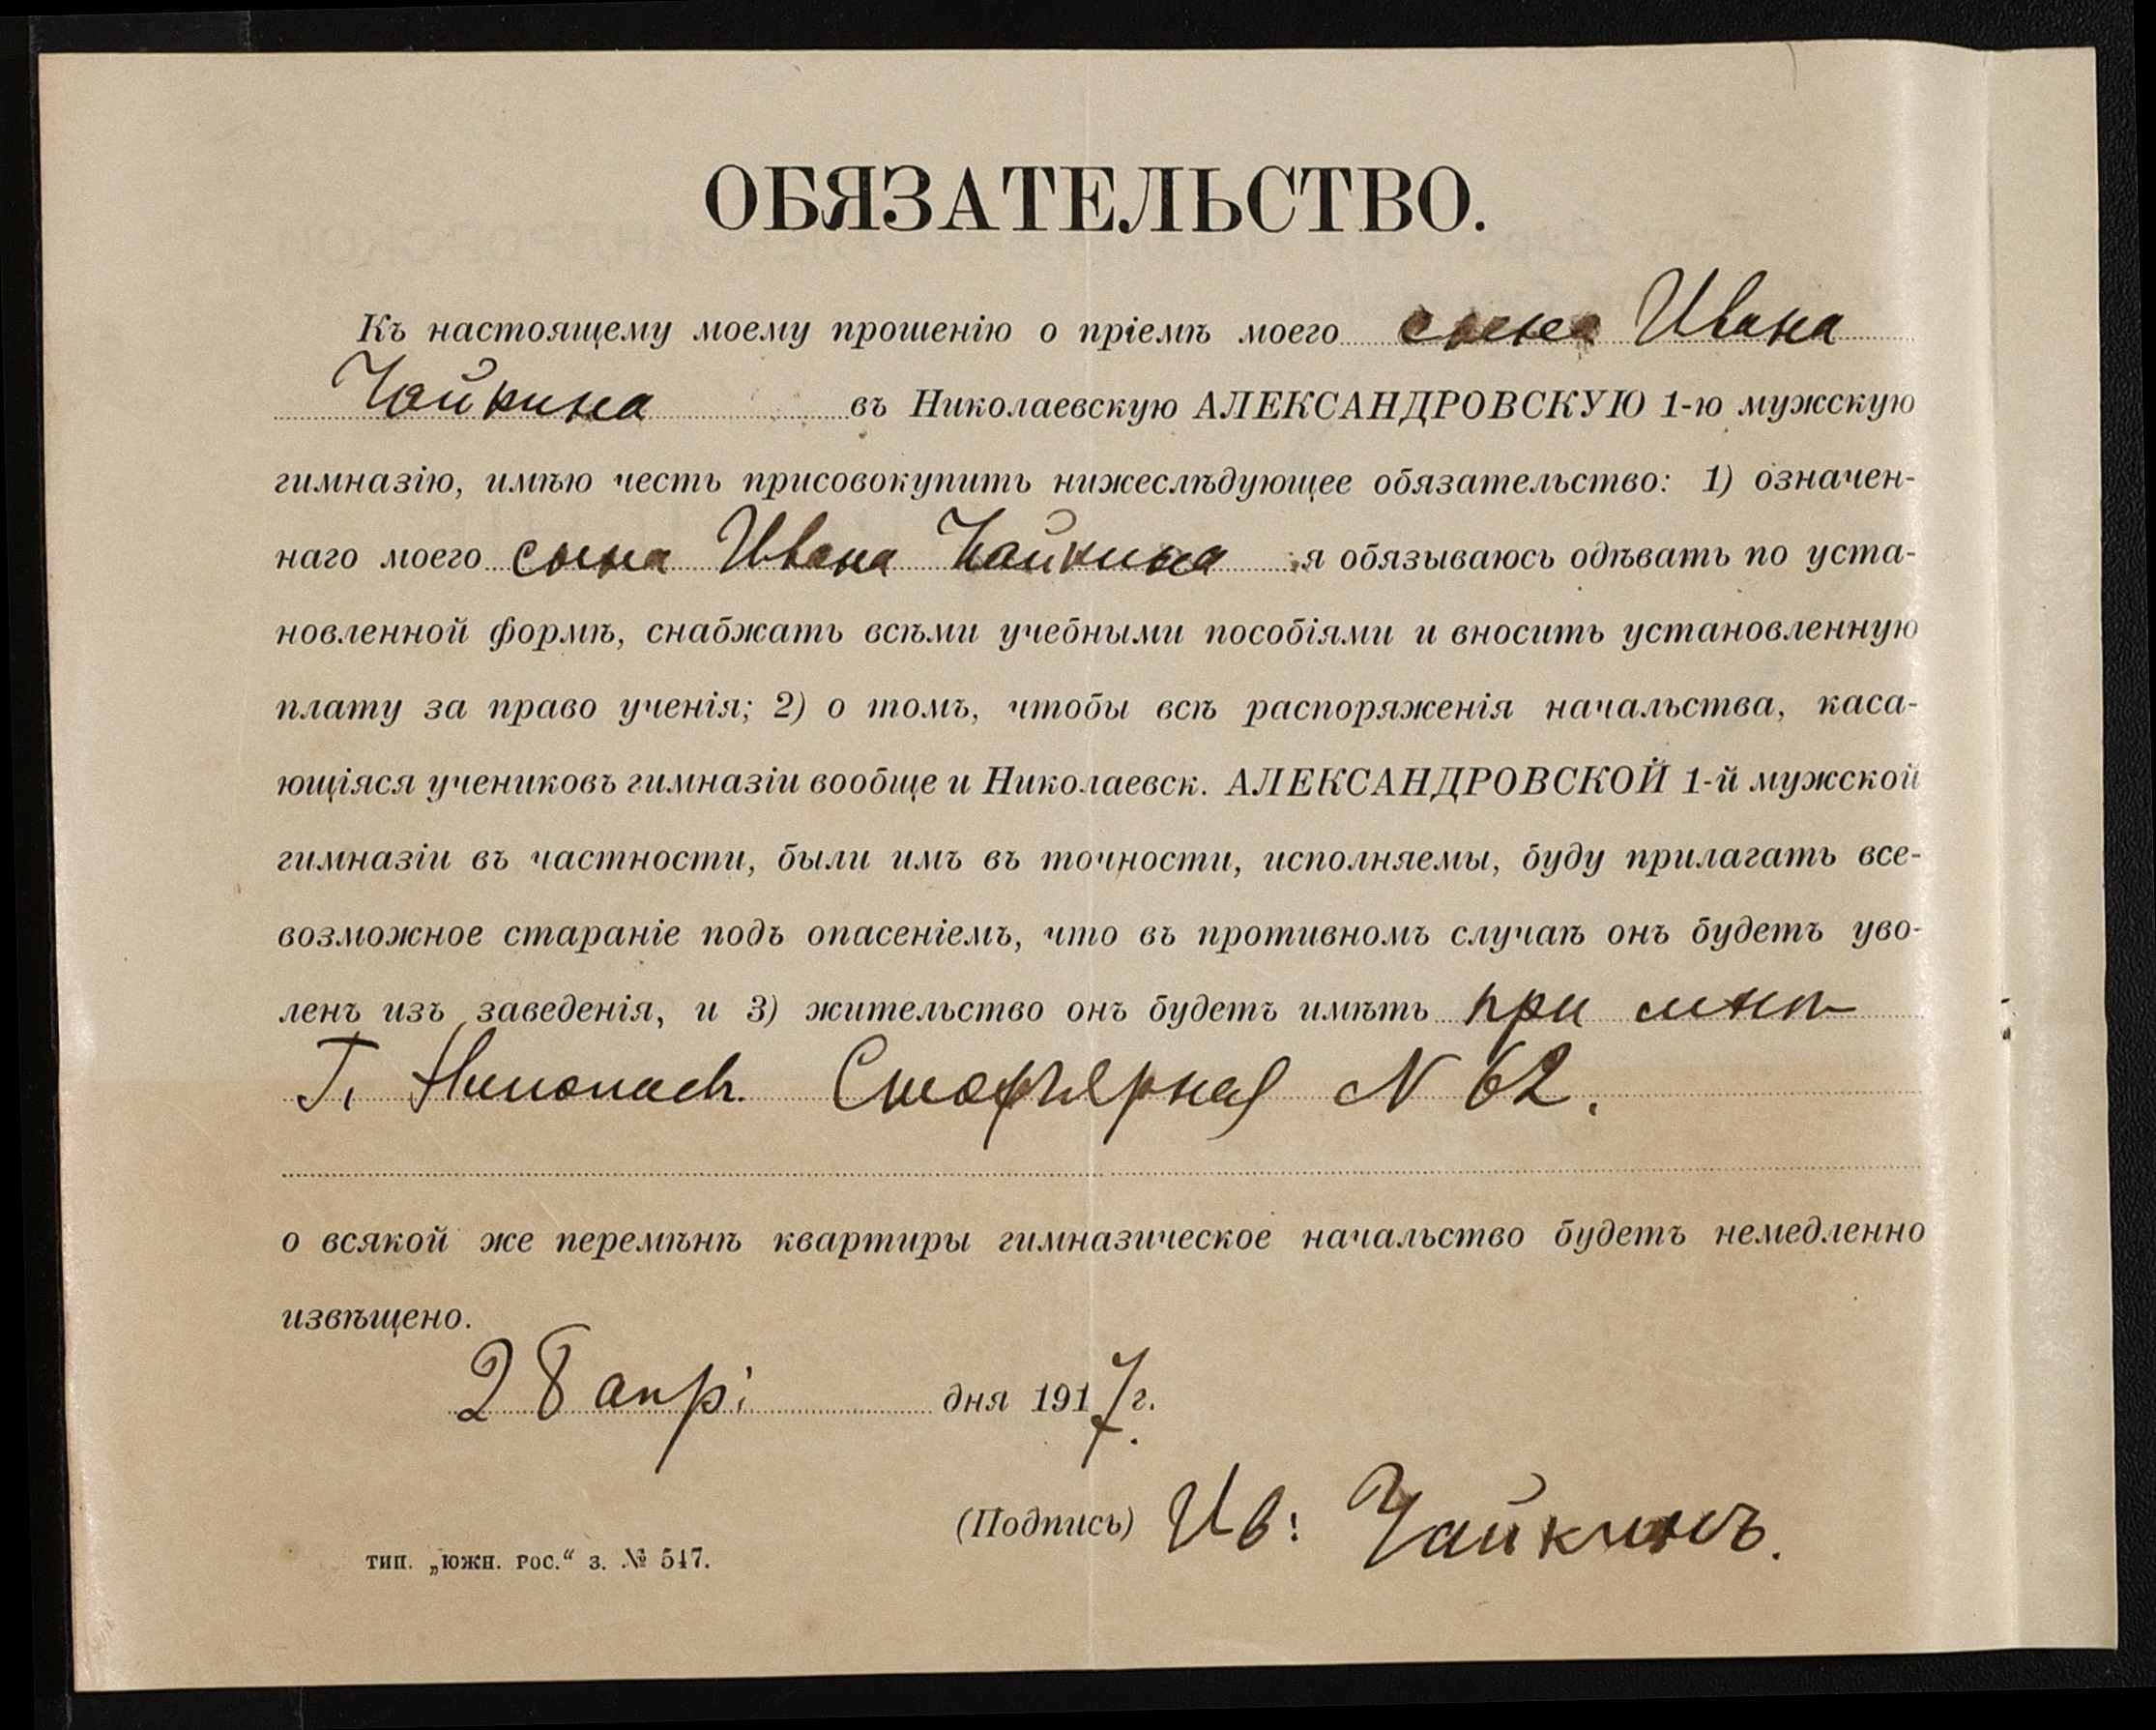 ОБЯЗАТЕЛЬСТВО.
Къ настоящему моему прошенію о пріемѣ моего сына Ивана
Чайкина въ Николаевскую АЛЕКСАНДРОВСКУЮ 1-ю мужскую
гимназію, имѣю честь присовокупить нижеслѣдующее обязательство: 1) означен-
наго моего сына Ивана Чайкина я обязываюсь одѣвать по уста-
новленной формѣ, снабжать всѣми учебными пособіями и вносить установленную
плату за право ученія; 2) о томъ, чтобы всѣ распоряженія начальства, каса-
ющіяся учениковъ гимназіи вообще и Николаевск. АЛЕКСАНДРОВСКОЙ 1-й мужской
гимназіи въ частности, были имъ въ точности, исполняемы, буду прилагать все-
возможное стараніе подъ опасеніемъ, что въ противномъ случаѣ онъ будетъ уво-
ленъ изъ заведенія, и 3) жительство онъ будетъ имѣть при мнѣ
Г. Николаев. № 62.
о всякой же перемѣнѣ квартиры гимназическое начальство будетъ немедленно
извѣщено.
28 апрі дня 1917 г.
(Подпись) Ив: Чайкинъ.
тип. „южн. рос.“ з. № 547.